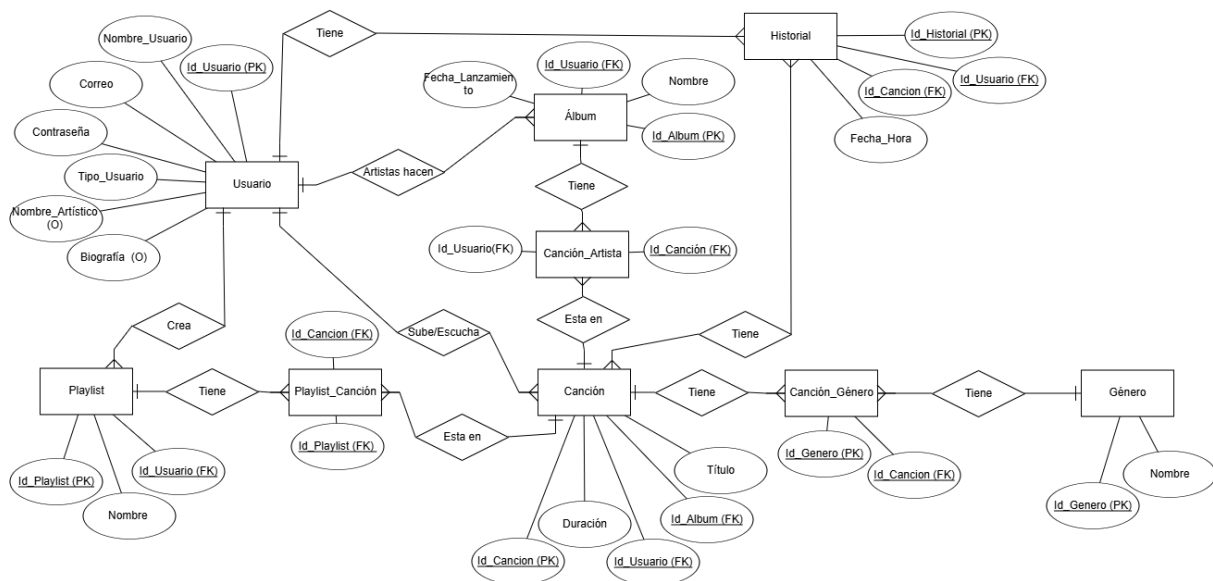 Tiene
Historial
Id_Historial (PK)
Nombre_Usuario
Id_Usuario (PK)
Id_Usuario (FK)
Id_Usuario (FK)
Fecha_Lanzamien
to
Nombre
Correo
Id_Cancion (FK)
Álbum
Id_Album (PK)
Contraseña
Fecha_Hora
Artistas hacen
Tipo_Usuario
Usuario
Tiene
Nombre_Artístico
(O)
Id_Usuario(FK)
Canción_Artista
Id_Canción (FK)
Biografía (O)
Crea
Id_Cancion (FK)
Sube/Escucha
Esta en
Tiene
Playlist
Tiene
Playlist_Canción
Canción
Tiene
Canción_Género
Tiene
Género
Id_Playlist (FK)
Esta en
Id_Genero (PK)
Id_Playlist (PK)
Id_Usuario (FK)
Título
Id_Cancion (FK)
Nombre
Nombre
Duración
Id_Album (FK)
Id_Genero (PK)
Id_Cancion (PK)
Id_Usuario (FK)